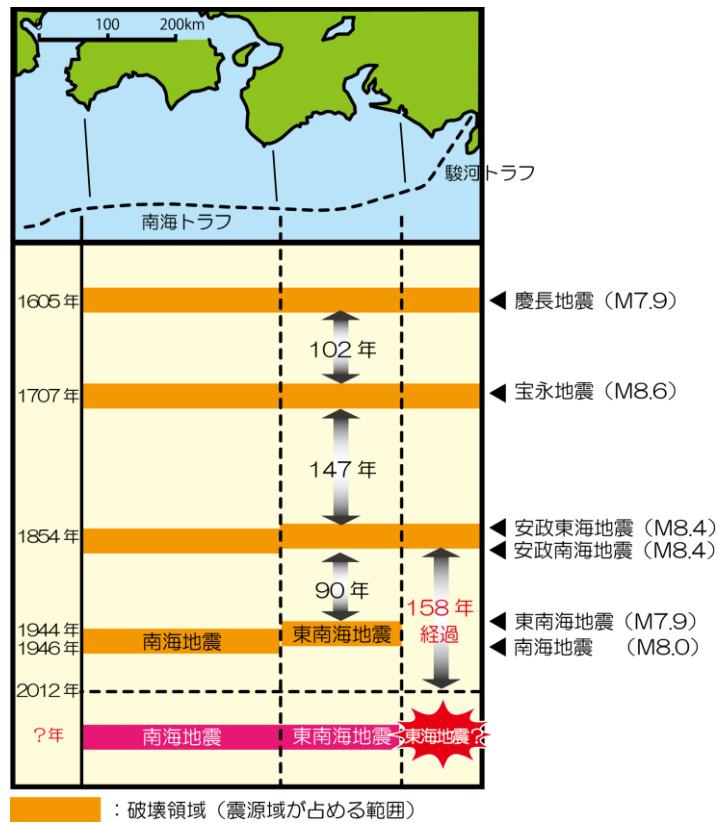 0 100 200km
駿河トラフ
南海トラフ
1605年
◀ 慶長地震（M7.9）
102年
1707年
◀ 宝永地震（M8.6）
147年
1854年
◀ 安政東海地震（M8.4）
◀ 安政南海地震（M8.4）
90年
158年
経過
1944年
南海地震
東南海地震
◀ 東南海地震（M7.9）
1946年
◀ 南海地震　（M8.0）
2012年
?年
南海地震
東南海地震
東海地震?
：破壊領域（震源域が占める範囲）